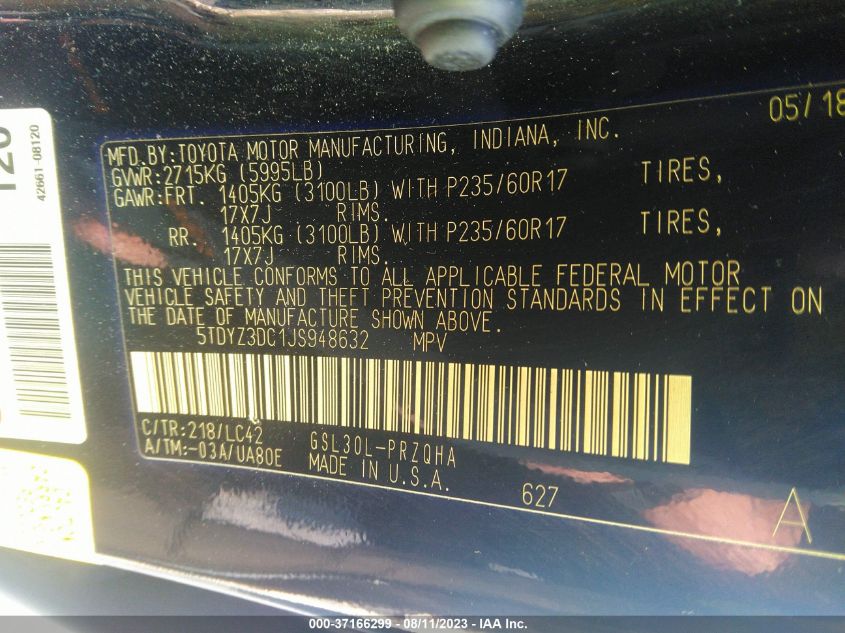 05/18
MFD.BY:TOYOTA MOTOR MANUFACTURING, INDIANA, INC.
GVWR:2715KG (5995LB)
GAWR:FRT. 1405KG (3100LB) WITH P235/60R17 TIRES,
17X7J RIMS.
RR. 1405KG (3100LB) WITH P235/60R17 TIRES,
17X7J RIMS.
THIS VEHICLE CONFORMS TO ALL APPLICABLE FEDERAL MOTOR
VEHICLE SAFETY AND THEFT PREVENTION STANDARDS IN EFFECT ON
THE DATE OF MANUFACTURE SHOWN ABOVE.
5TDYZ3DC1JS948632 MPV
C/TR:218/LC42 GSL30L-PRZQHA
A/TM:-03A/UA80E MADE IN U.S.A.
627
A
42661-08120
000-37166299 - 08/11/2023 - IAA Inc.